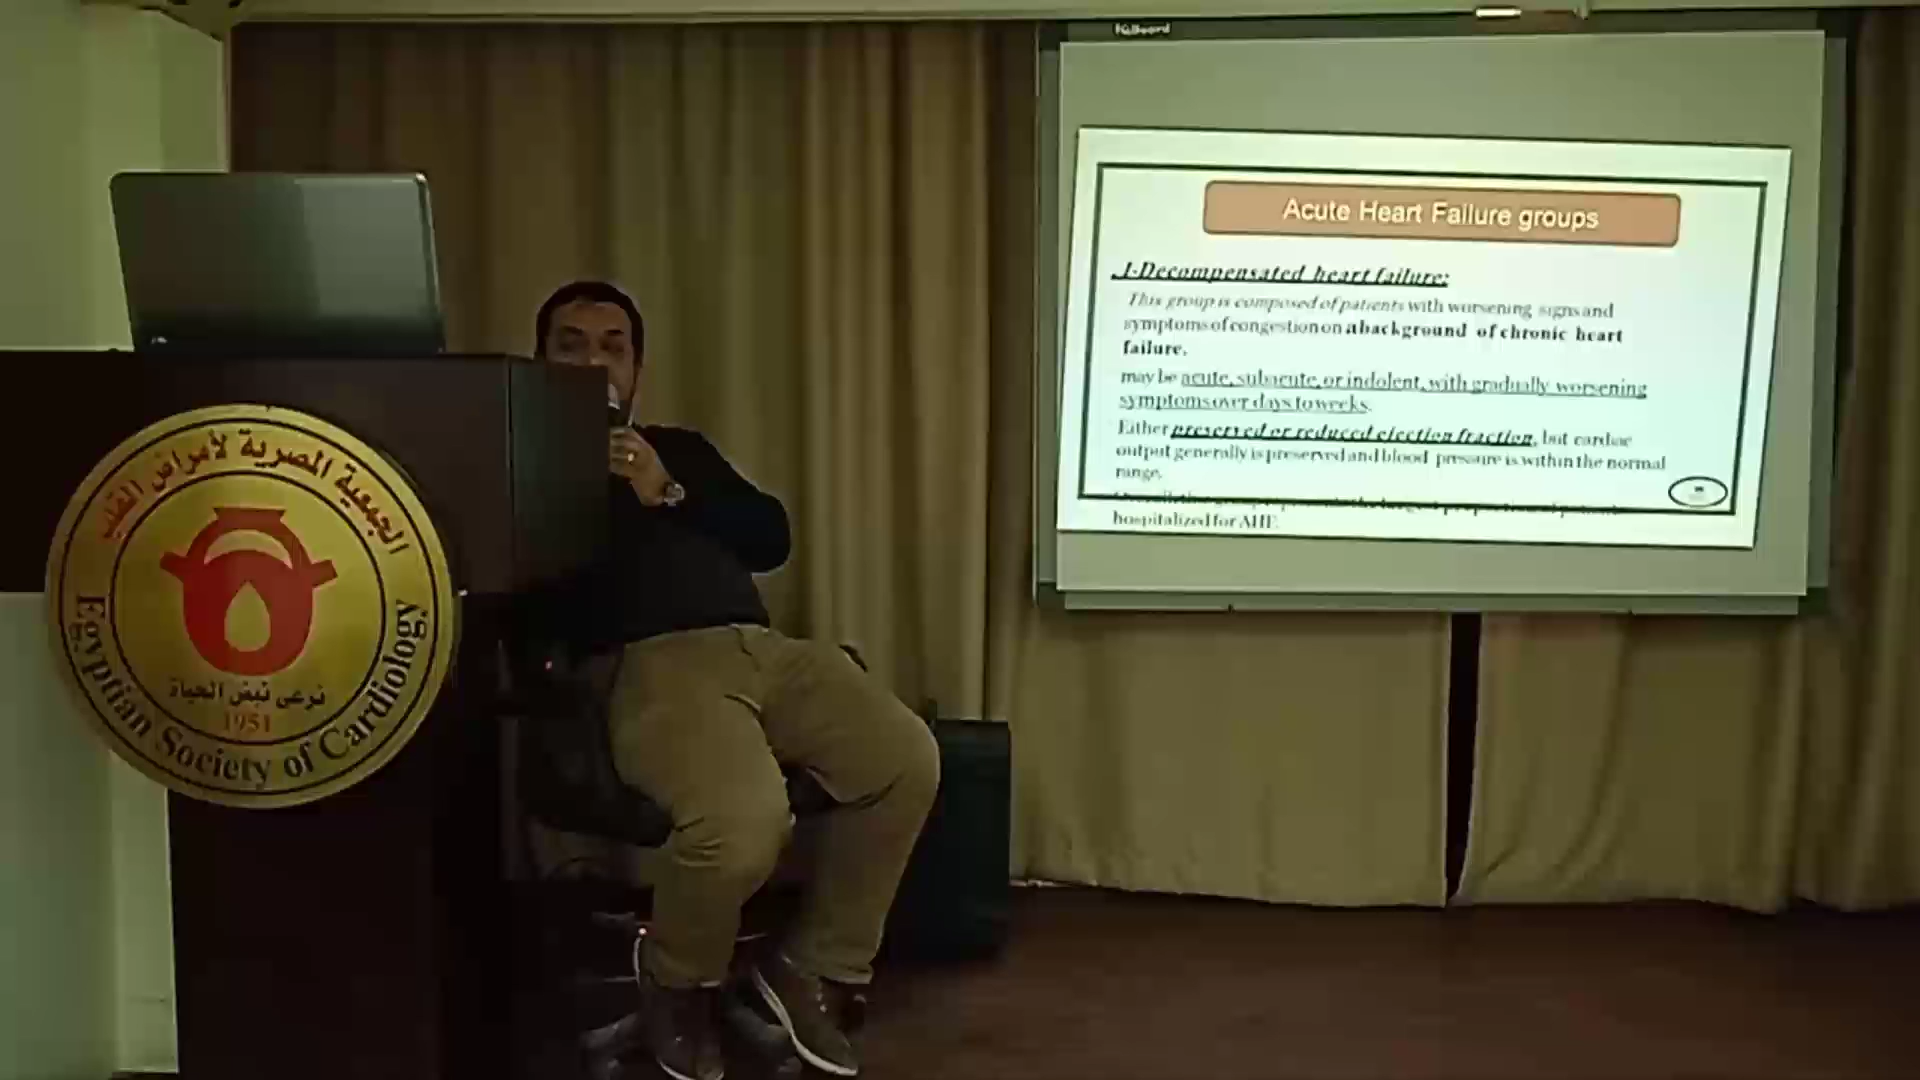 IQBoard
Acute Heart Failure groups
1-Decompensated heart failure:
This group is composed of patients with worsening signs and
symptoms of congestion on a background of chronic heart
failure.
may be acute, subacute, or indolent, with gradually worsening
symptoms over days to weeks.
Either preserved or reduced ejection fraction, but cardiac
output generally is preserved and blood pressure is within the normal
range.
hospitalized for AHF.
الجمعية المصرية لأمراض القلب
نرعى نبض الحياة
1951
Egyptian Society of Cardiology